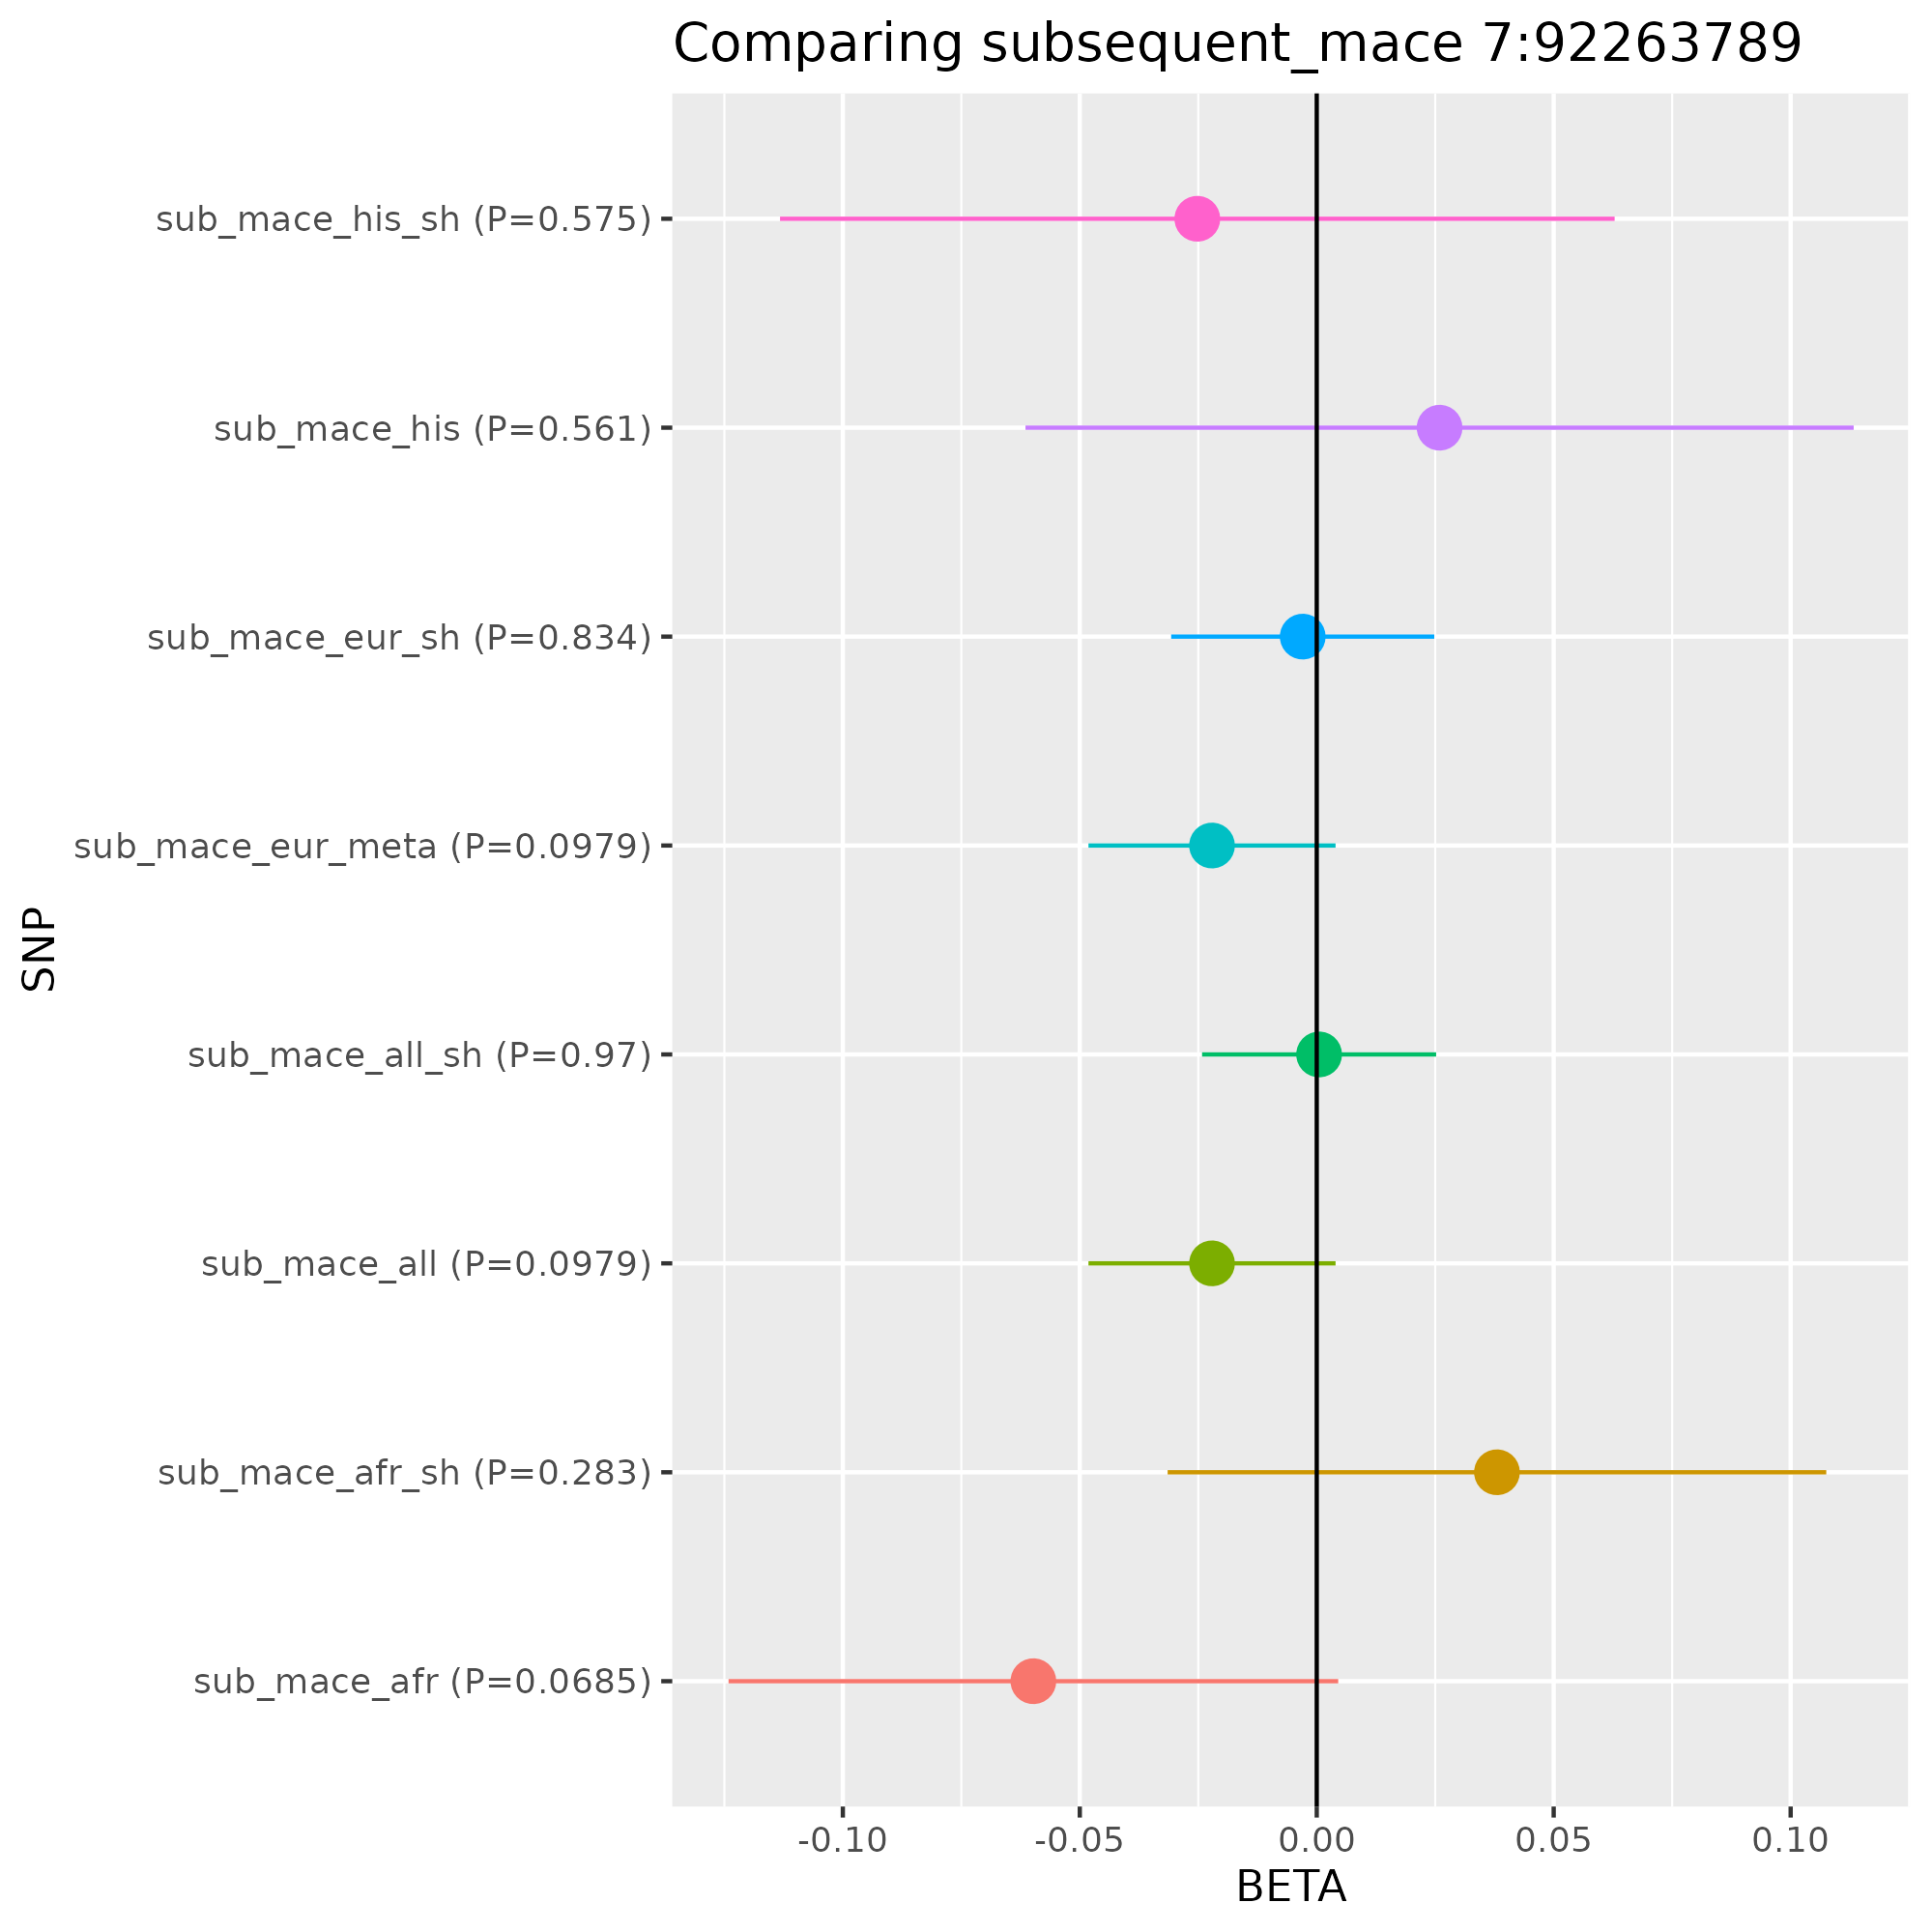 Comparing subsequent_mace 7:92263789
sub_mace_his_sh (P=0.575)
sub_mace_his (P=0.561)
sub_mace_eur_sh (P=0.834)
sub_mace_eur_meta (P=0.0979)
SNP
sub_mace_all_sh (P=0.97)
sub_mace_all (P=0.0979)
sub_mace_afr_sh (P=0.283)
sub_mace_afr (P=0.0685)
-0.10 -0.05 0.00 0.05 0.10
BETA